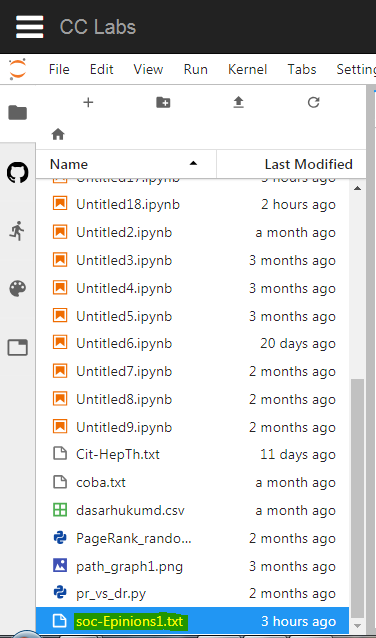 CC Labs
File Edit View Run Kernel Tabs Setting
Name Last Modified
Untitled17.ipynb 3 hours ago
Untitled18.ipynb 2 hours ago
Untitled2.ipynb a month ago
Untitled3.ipynb 3 months ago
Untitled4.ipynb 3 months ago
Untitled5.ipynb 3 months ago
Untitled6.ipynb 20 days ago
Untitled7.ipynb 2 months ago
Untitled8.ipynb 2 months ago
Untitled9.ipynb 2 months ago
Cit-HepTh.txt 11 days ago
coba.txt a month ago
dasarhukumd.csv a month ago
PageRank_rando... 2 months ago
path_graph1.png 3 months ago
pr_vs_dr.py 2 months ago
soc-Epinions1.txt 3 hours ago